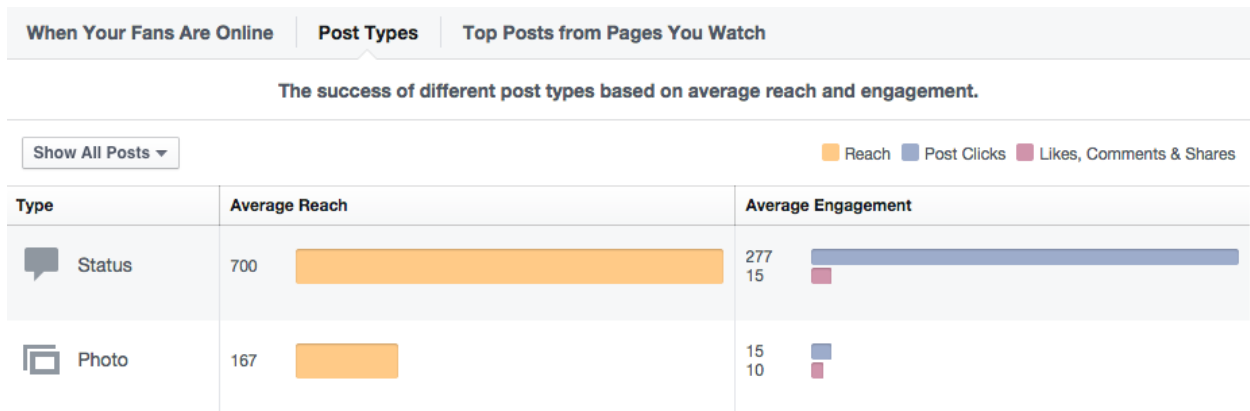 When Your Fans Are Online Post Types Top Posts from Pages You Watch
The success of different post types based on average reach and engagement.
Show All Posts Reach Post Clicks Likes, Comments & Shares
Type Average Reach Average Engagement
Status 700 277
15
Photo 167 15
10